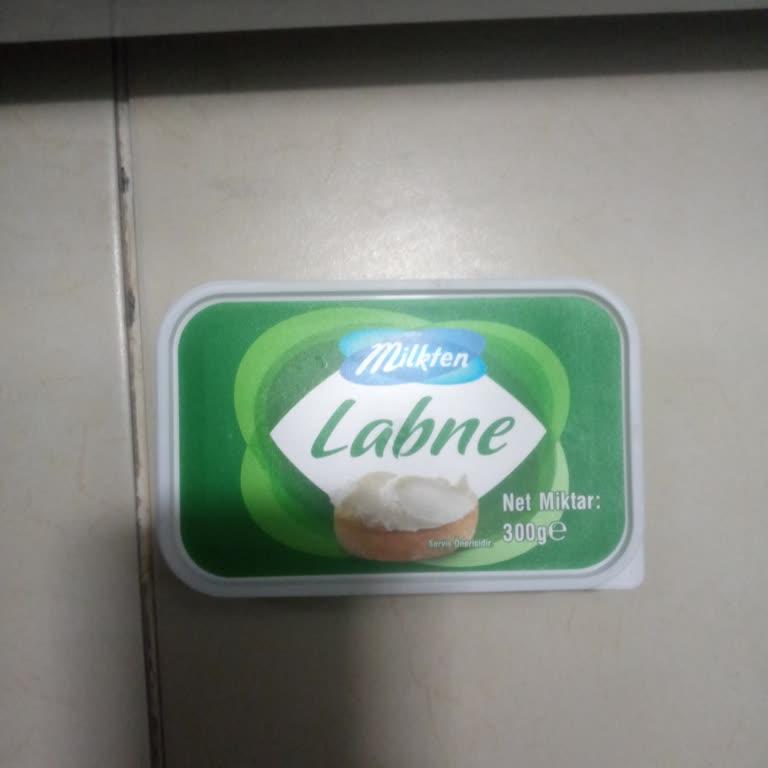 Milkten
Labne
Net Miktar:
300g℮
Servis Önerisidir